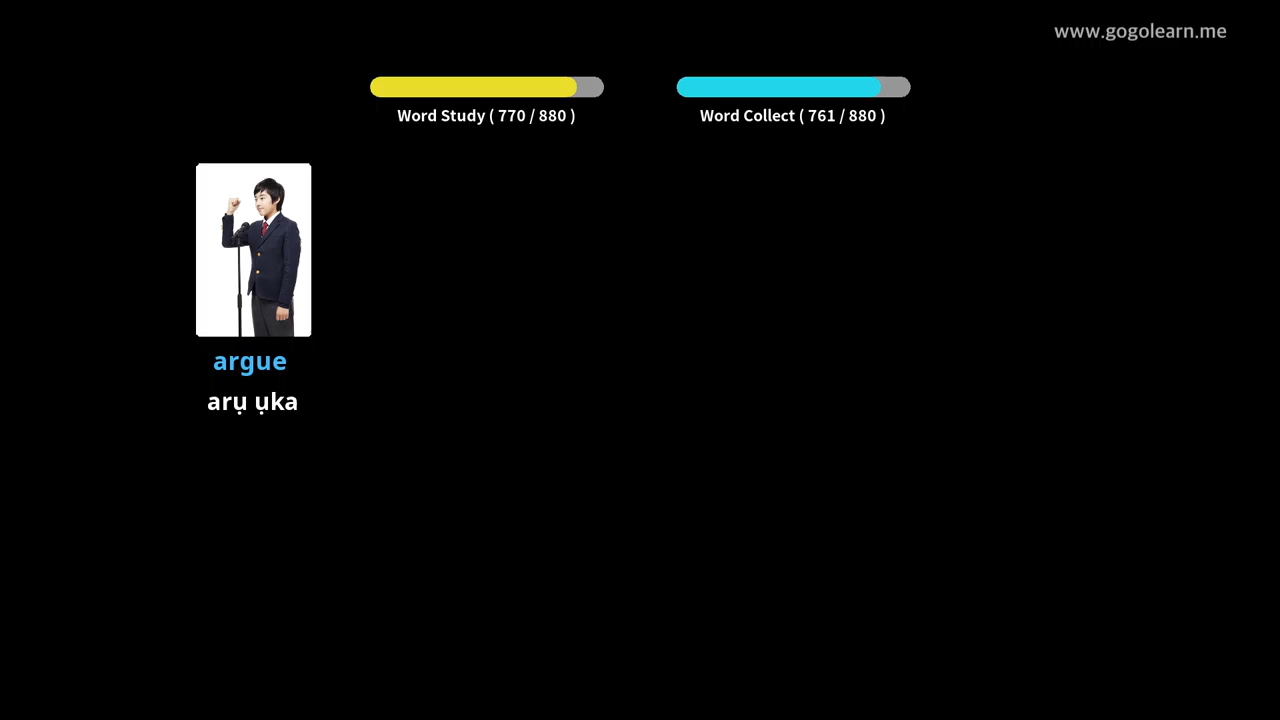 www.gogolearn.me
Word Study ( 770 / 880 )
Word Collect ( 761 / 880 )
argue
arụ ụka